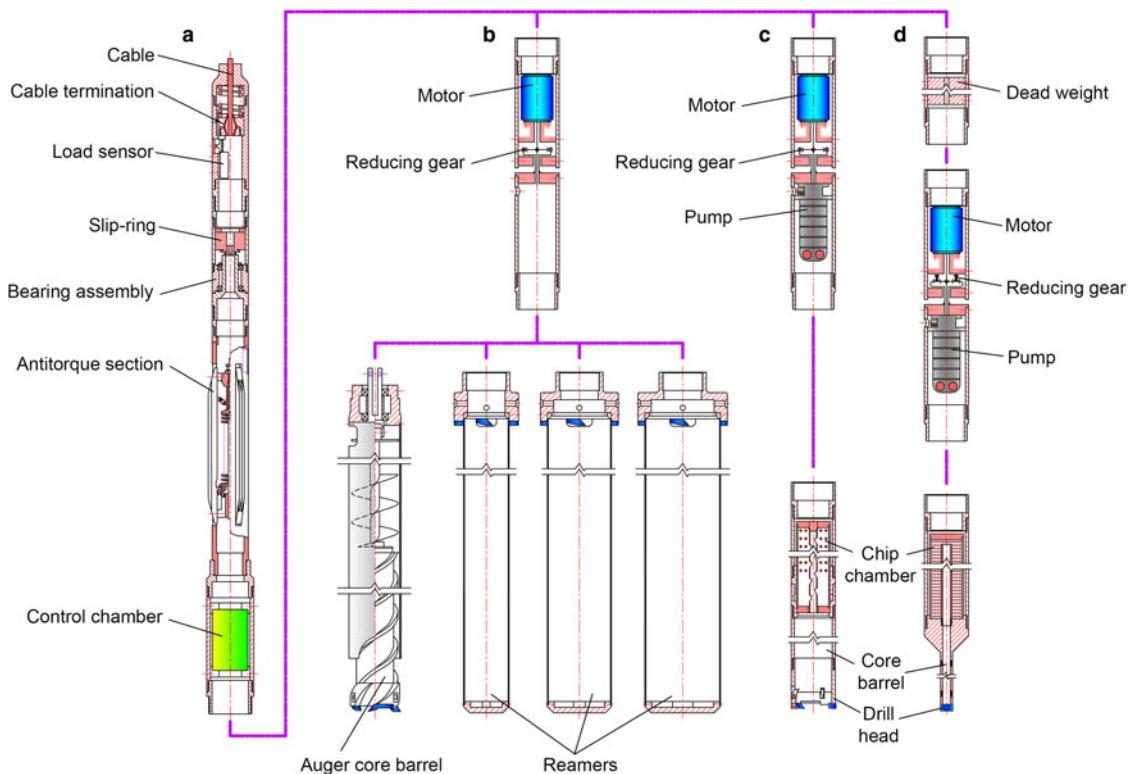 a
Cable
Cable termination
Load sensor
Slip-ring
Bearing assembly
Antitorque section
Control chamber
b
Motor
Reducing gear
Auger core barrel
Reamers
c
Motor
Reducing gear
Pump
d
Dead weight
Motor
Reducing gear
Pump
Chip
chamber
Core
barrel
Drill
head